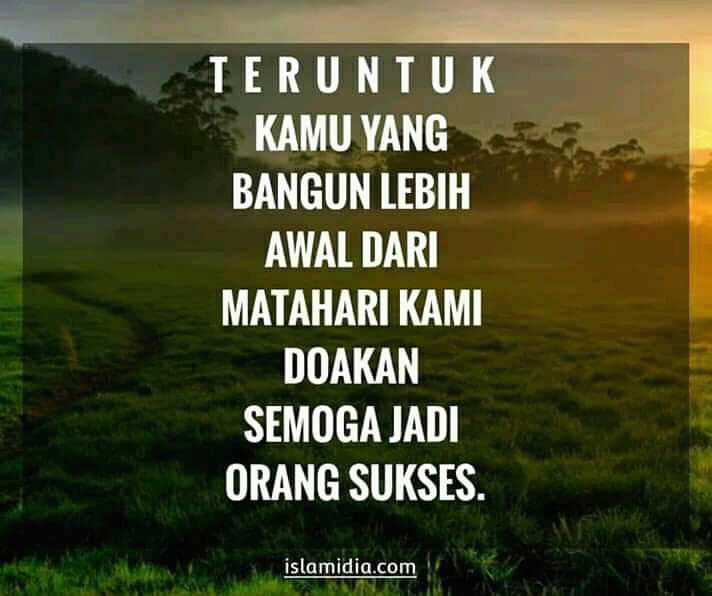 TERUNTUK
KAMU YANG
BANGUN LEBIH
AWAL DARI
MATAHARI KAMI
DOAKAN
SEMOGA JADI
ORANG SUKSES.
islamidia.com